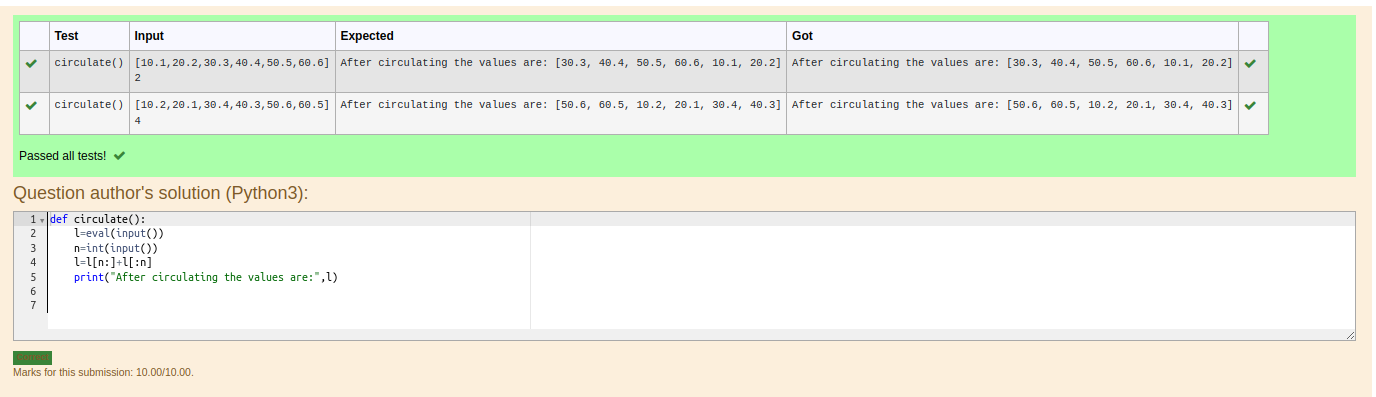 Test Input Expected Got
circulate() [10.1,20.2,30.3,40.4,50.5,60.6] After circulating the values are: [30.3, 40.4, 50.5, 60.6, 10.1, 20.2] After circulating the values are: [30.3, 40.4, 50.5, 60.6, 10.1, 20.2]
2
circulate() [10.2,20.1,30.4,40.3,50.6,60.5] After circulating the values are: [50.6, 60.5, 10.2, 20.1, 30.4, 40.3] After circulating the values are: [50.6, 60.5, 10.2, 20.1, 30.4, 40.3]
4
Passed all tests!
Question author's solution (Python3):
1 def circulate():
2     l=eval(input())
3     n=int(input())
4     l=l[n:]+l[:n]
5     print("After circulating the values are:",l)
6
7
Correct
Marks for this submission: 10.00/10.00.